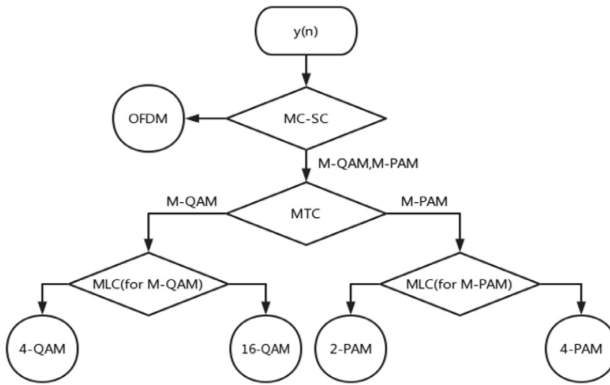 y(n)
OFDM
MC-SC
M-QAM,M-PAM
M-QAM
MTC
M-PAM
MLC(for M-QAM)
MLC(for M-PAM)
4-QAM
16-QAM
2-PAM
4-PAM